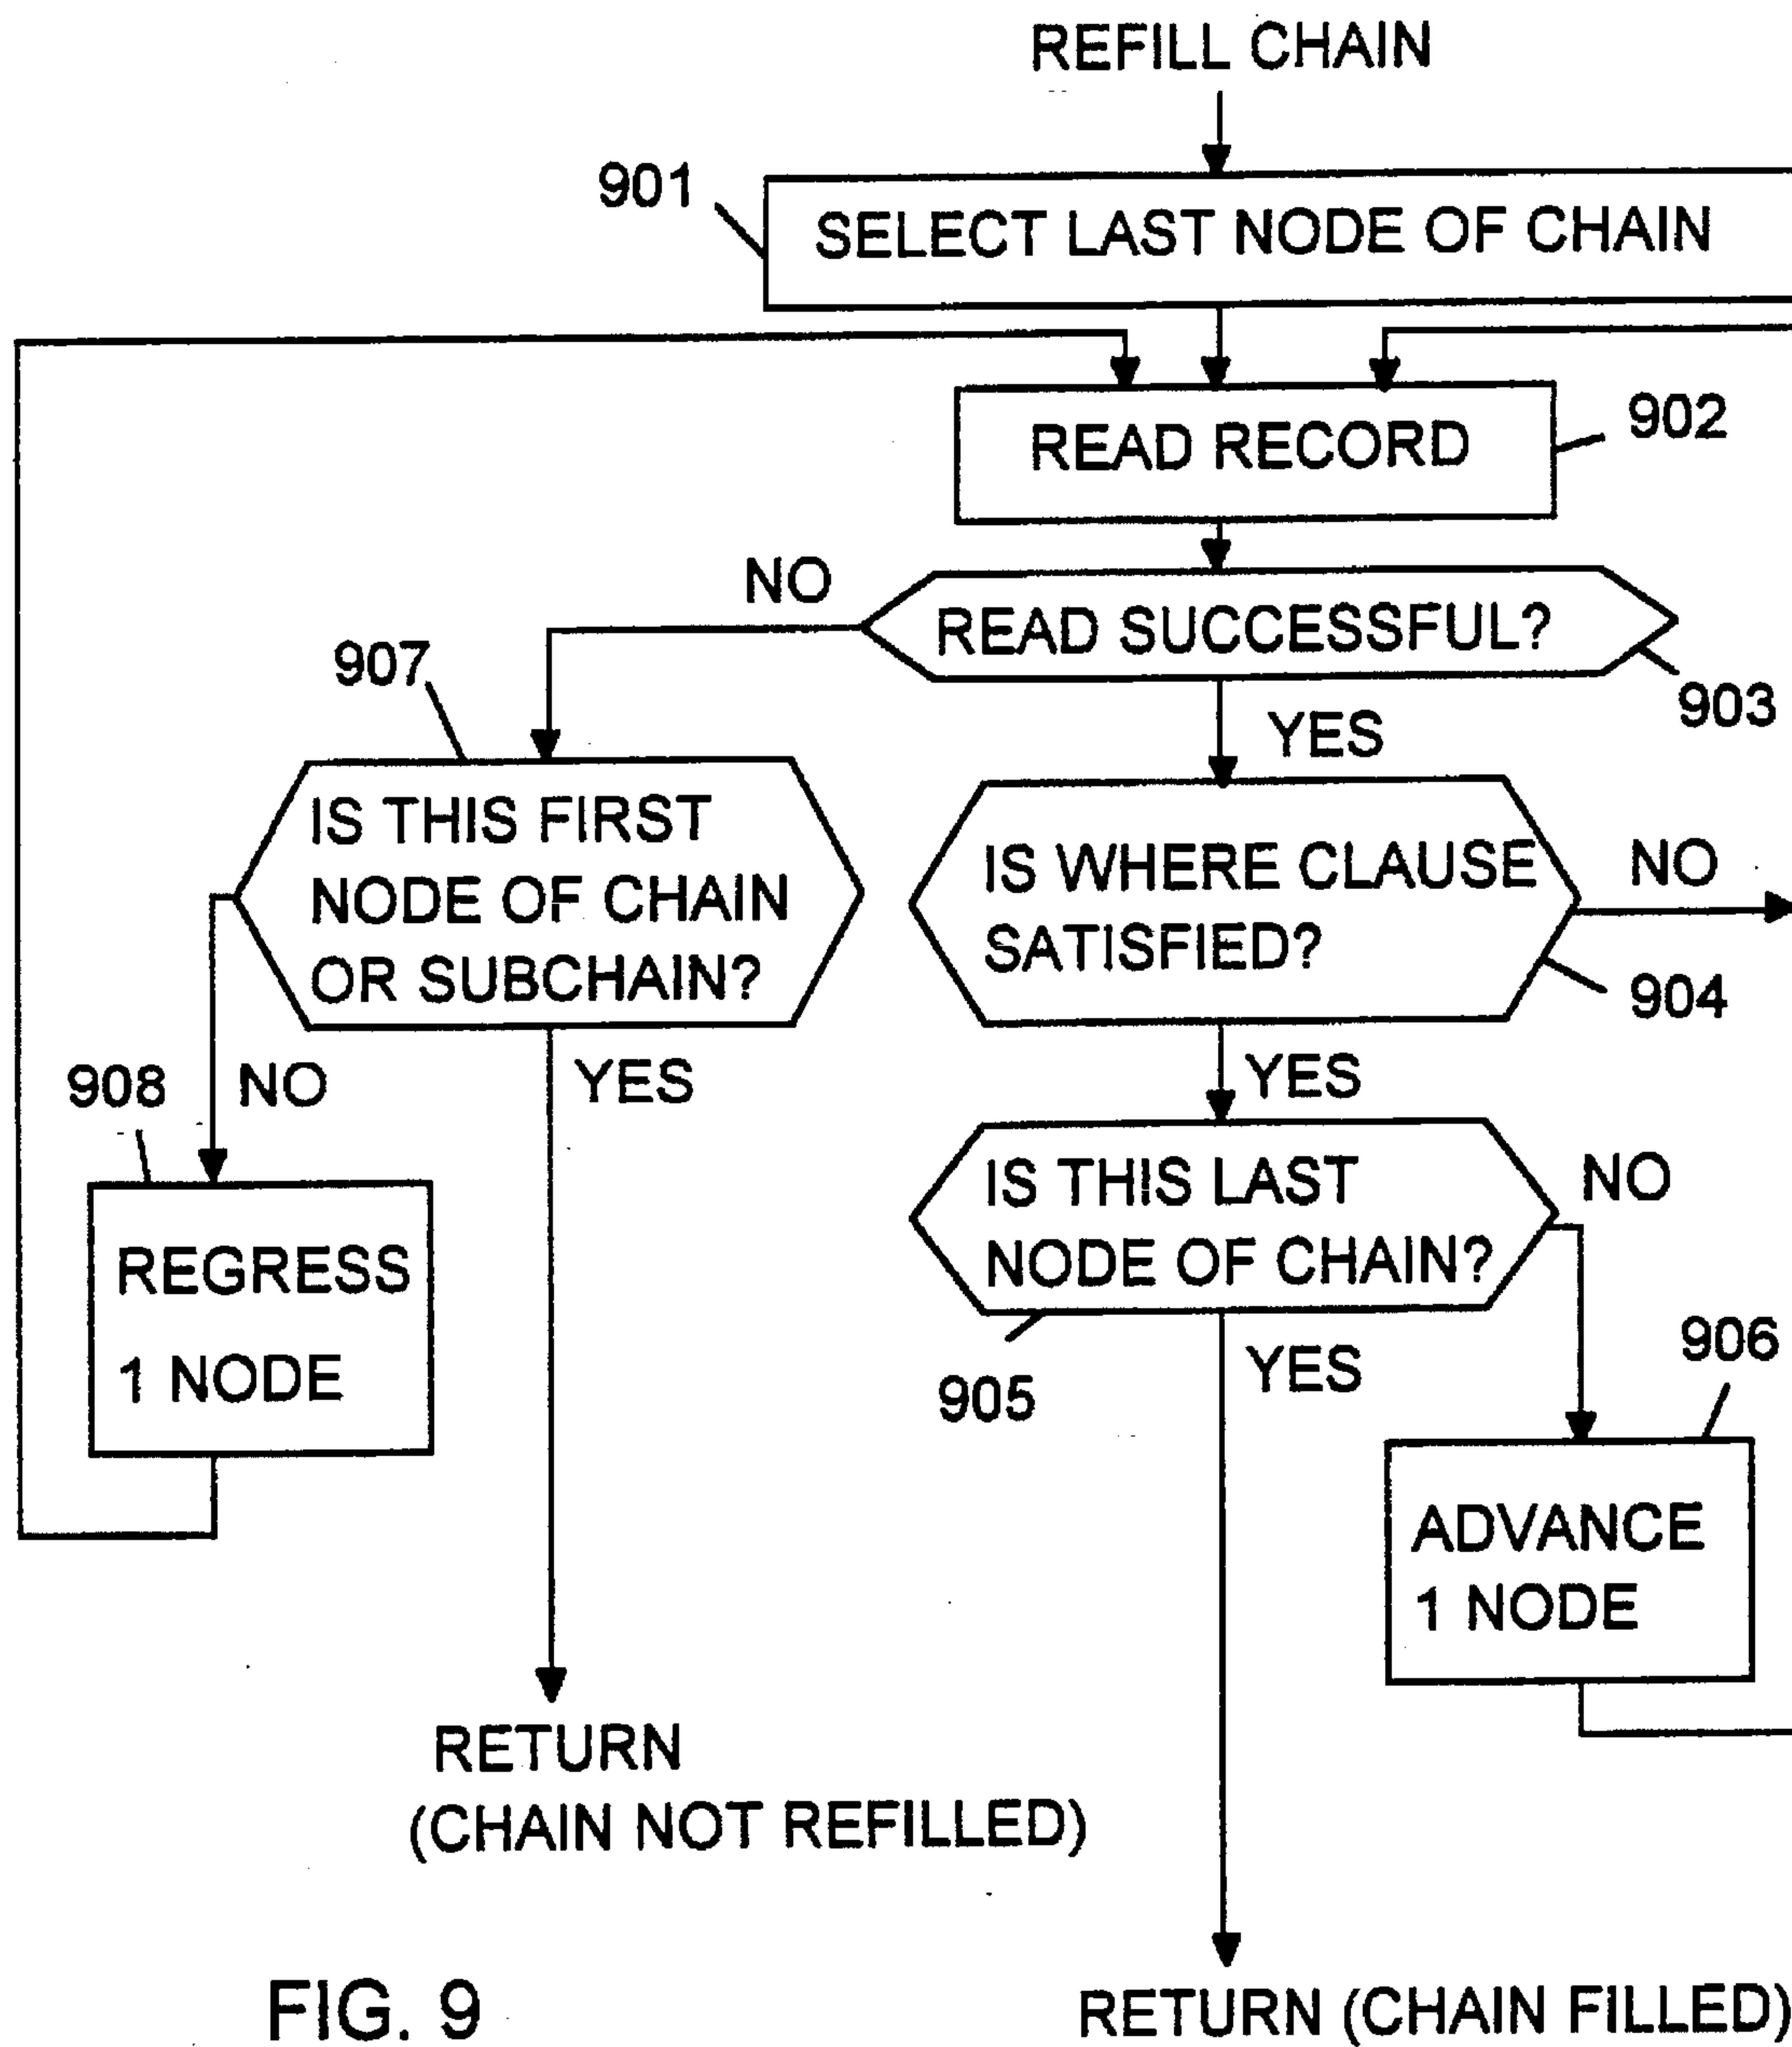 REFILL CHAIN
901
SELECT LAST NODE OF CHAIN
READ RECORD
902
NO
READ SUCCESSFUL?
903
907
YES
IS THIS FIRST
NODE OF CHAIN
OR SUBCHAIN?
IS WHERE CLAUSE
SATISFIED?
NO
904
908
NO
YES
YES
IS THIS LAST
NODE OF CHAIN?
NO
REGRESS
1 NODE
905
YES
906
ADVANCE
1 NODE
RETURN
(CHAIN NOT REFILLED)
RETURN (CHAIN FILLED)
FIG. 9